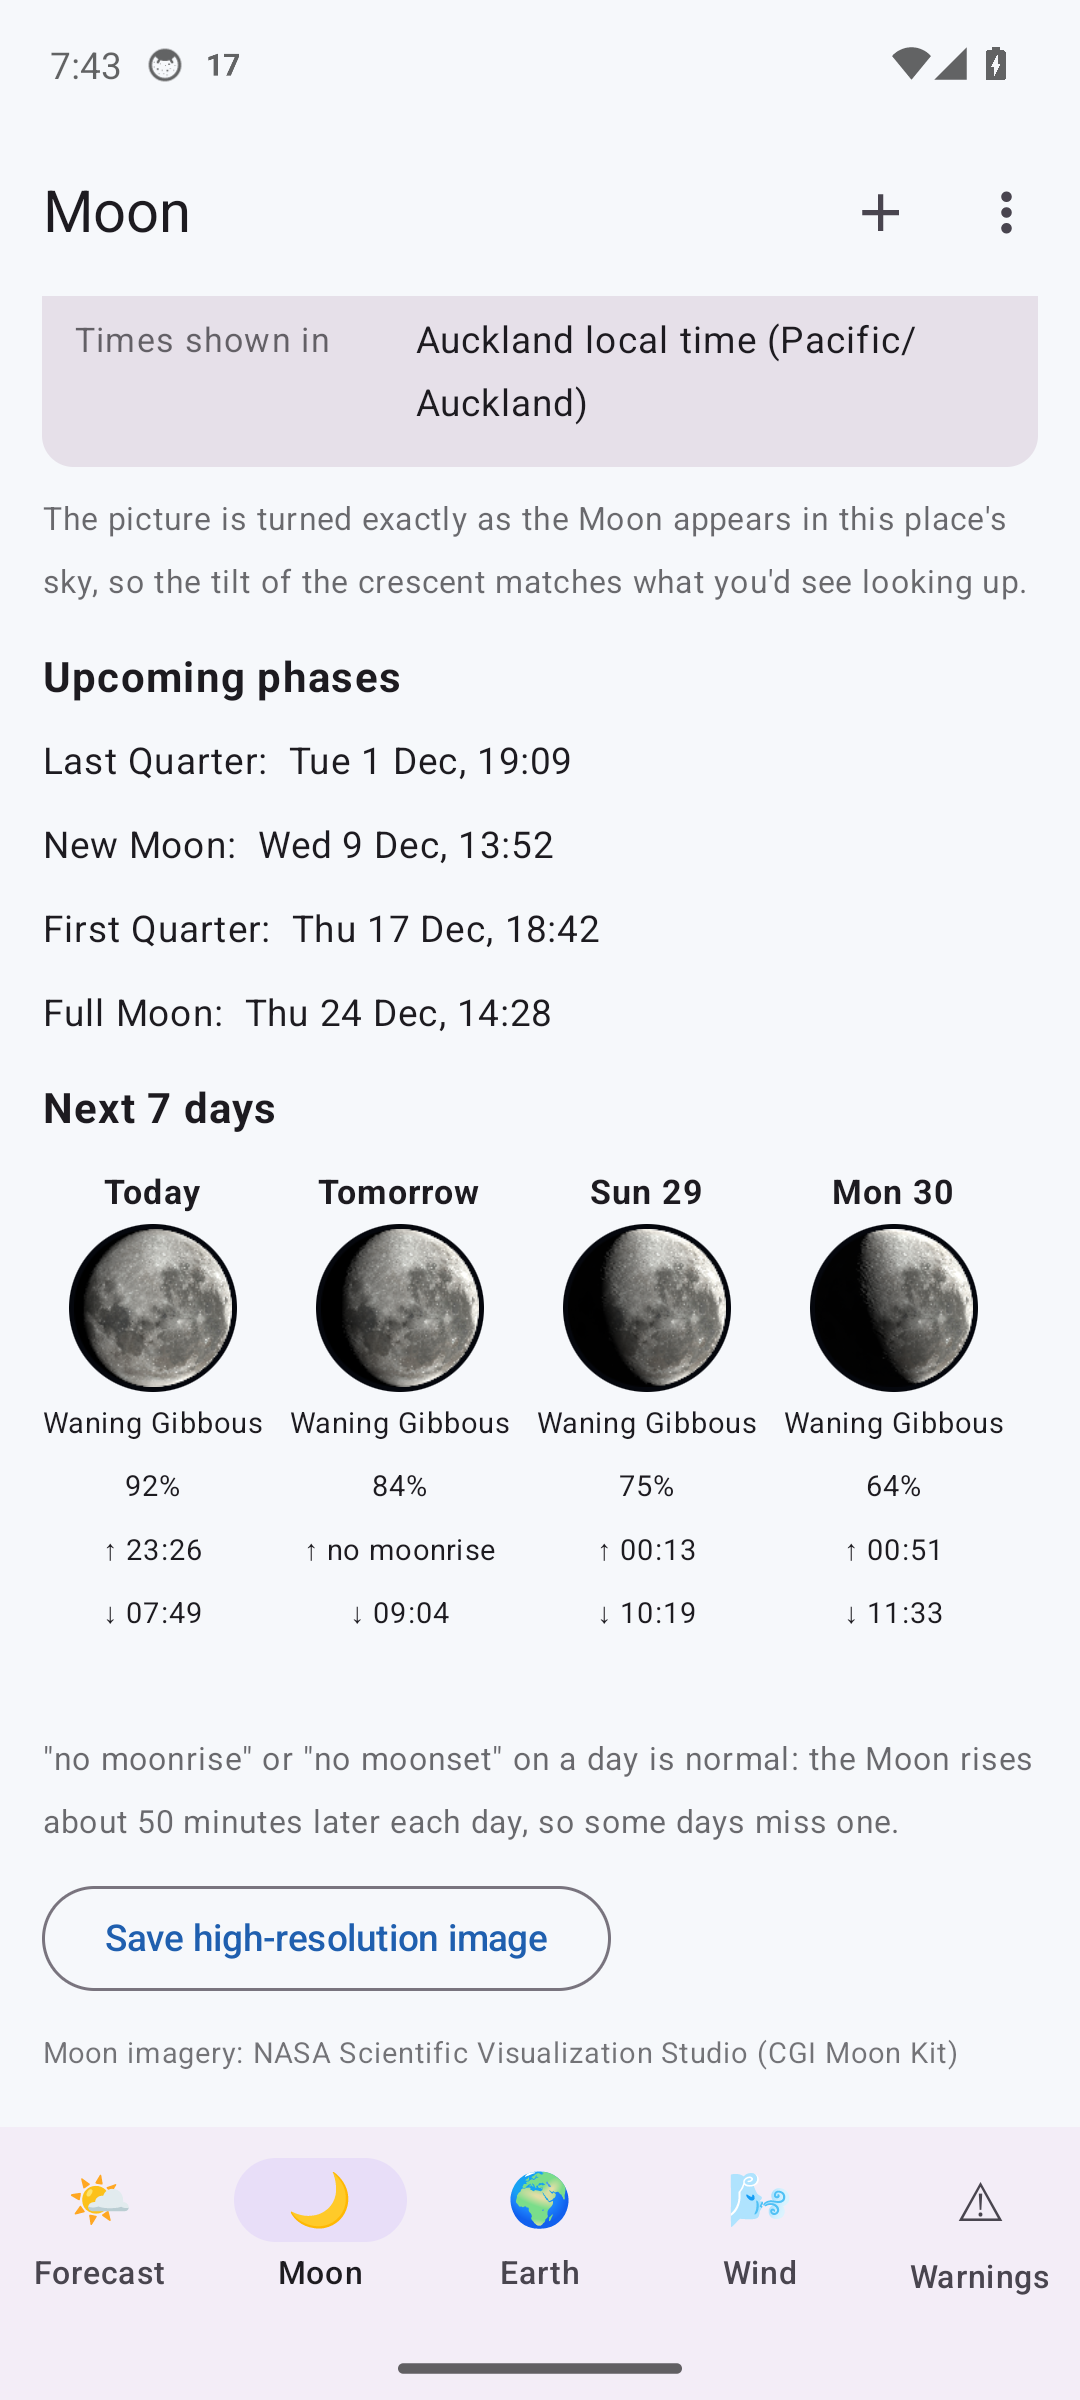 7:43 17
Moon
Times shown in Auckland local time (Pacific/
Auckland)
The picture is turned exactly as the Moon appears in this place's
sky, so the tilt of the crescent matches what you'd see looking up.
Upcoming phases
Last Quarter: Tue 1 Dec, 19:09
New Moon: Wed 9 Dec, 13:52
First Quarter: Thu 17 Dec, 18:42
Full Moon: Thu 24 Dec, 14:28
Next 7 days
Today Tomorrow Sun 29 Mon 30
Waning Gibbous Waning Gibbous Waning Gibbous Waning Gibbous
92% 84% 75% 64%
↑ 23:26 ↑ no moonrise ↑ 00:13 ↑ 00:51
↓ 07:49 ↓ 09:04 ↓ 10:19 ↓ 11:33
"no moonrise" or "no moonset" on a day is normal: the Moon rises
about 50 minutes later each day, so some days miss one.
Save high-resolution image
Moon imagery: NASA Scientific Visualization Studio (CGI Moon Kit)
Forecast Moon Earth Wind Warnings